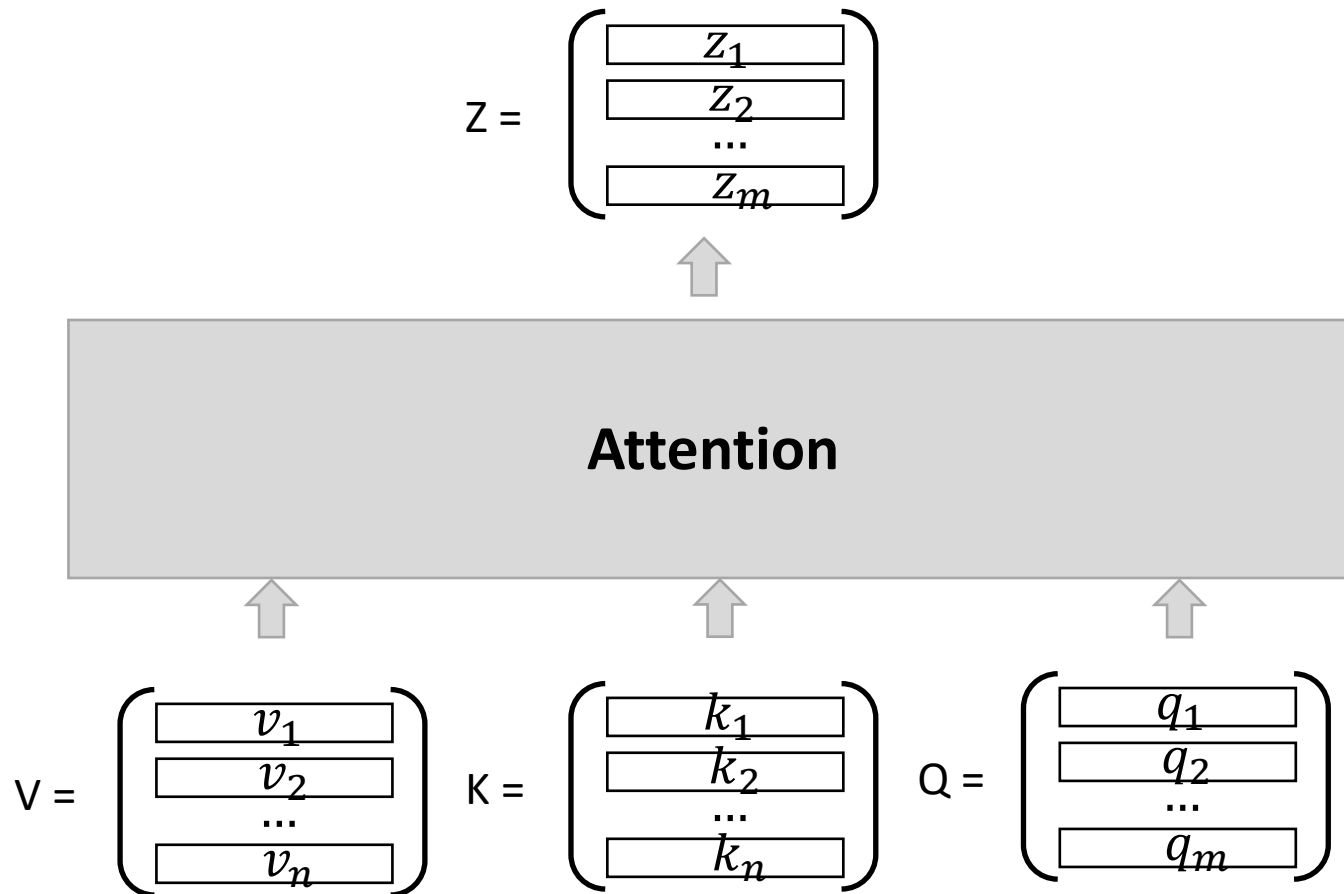 Z =
z₁
z₂
...
zₘ
Attention
V =
v₁
v₂
...
vₙ
K =
k₁
k₂
...
kₙ
Q =
q₁
q₂
...
qₘ